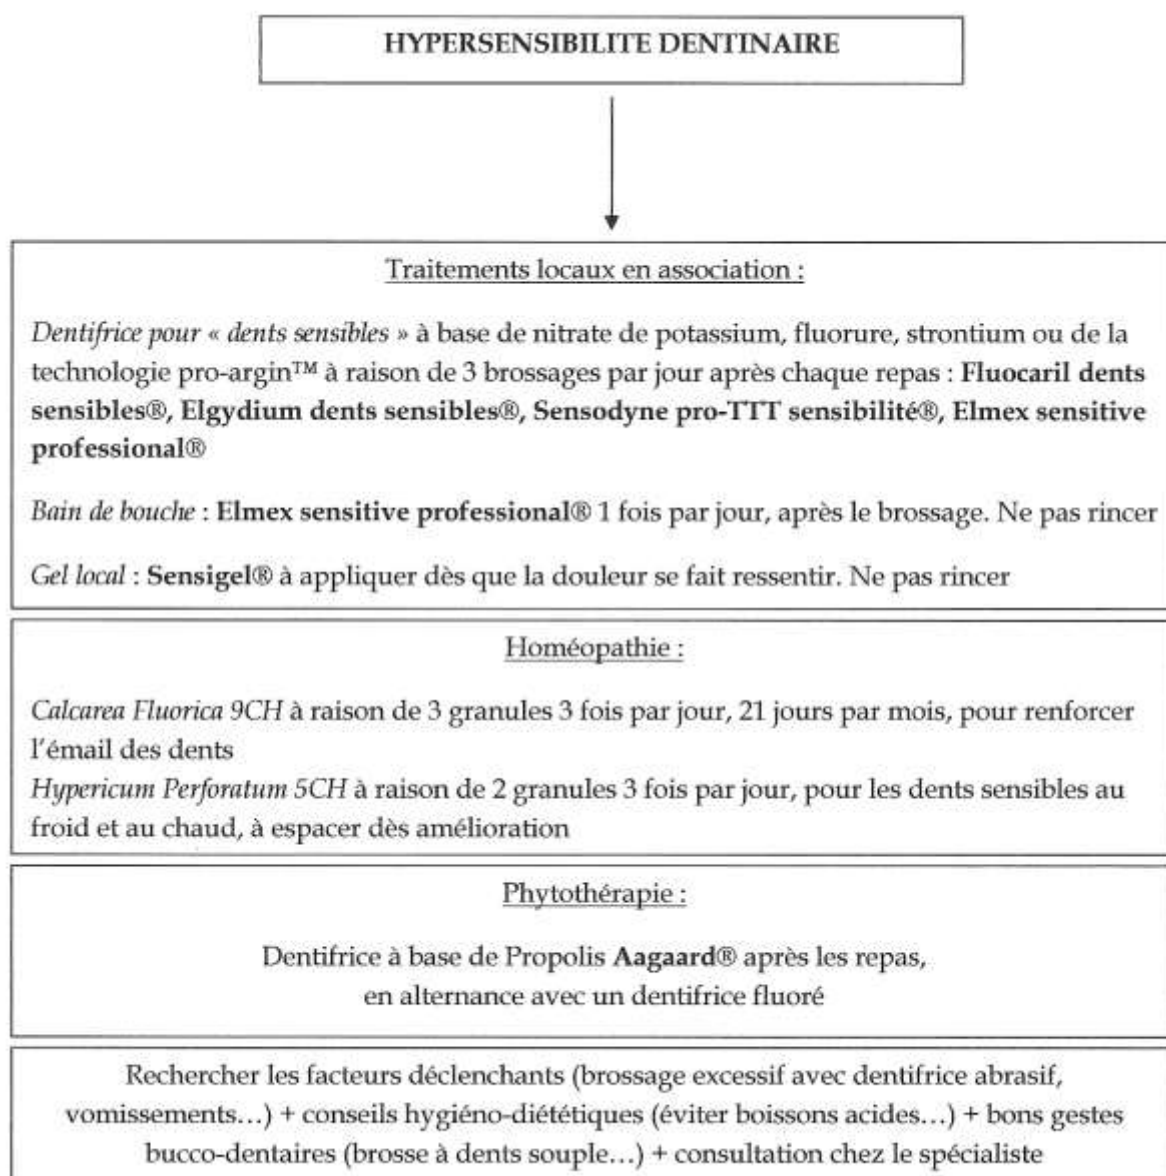 HYPERSENSIBILITE DENTINAIRE
Traitements locaux en association :
Dentifrice pour « dents sensibles » à base de nitrate de potassium, fluorure, strontium ou de la
technologie pro-argin™ à raison de 3 brossages par jour après chaque repas : Fluocaril dents
sensibles®, Elgydium dents sensibles®, Sensodyne pro-TTT sensibilité®, Elmex sensitive
professional®
Bain de bouche : Elmex sensitive professional® 1 fois par jour, après le brossage. Ne pas rincer
Gel local : Sensigel® à appliquer dès que la douleur se fait ressentir. Ne pas rincer
Homéopathie :
Calcarea Fluorica 9CH à raison de 3 granules 3 fois par jour, 21 jours par mois, pour renforcer
l'émail des dents
Hypericum Perforatum 5CH à raison de 2 granules 3 fois par jour, pour les dents sensibles au
froid et au chaud, à espacer dès amélioration
Phytothérapie :
Dentifrice à base de Propolis Aagaard® après les repas,
en alternance avec un dentifrice fluoré
Rechercher les facteurs déclenchants (brossage excessif avec dentifrice abrasif,
vomissements…) + conseils hygiéno-diététiques (éviter boissons acides…) + bons gestes
bucco-dentaires (brosse à dents souple…) + consultation chez le spécialiste